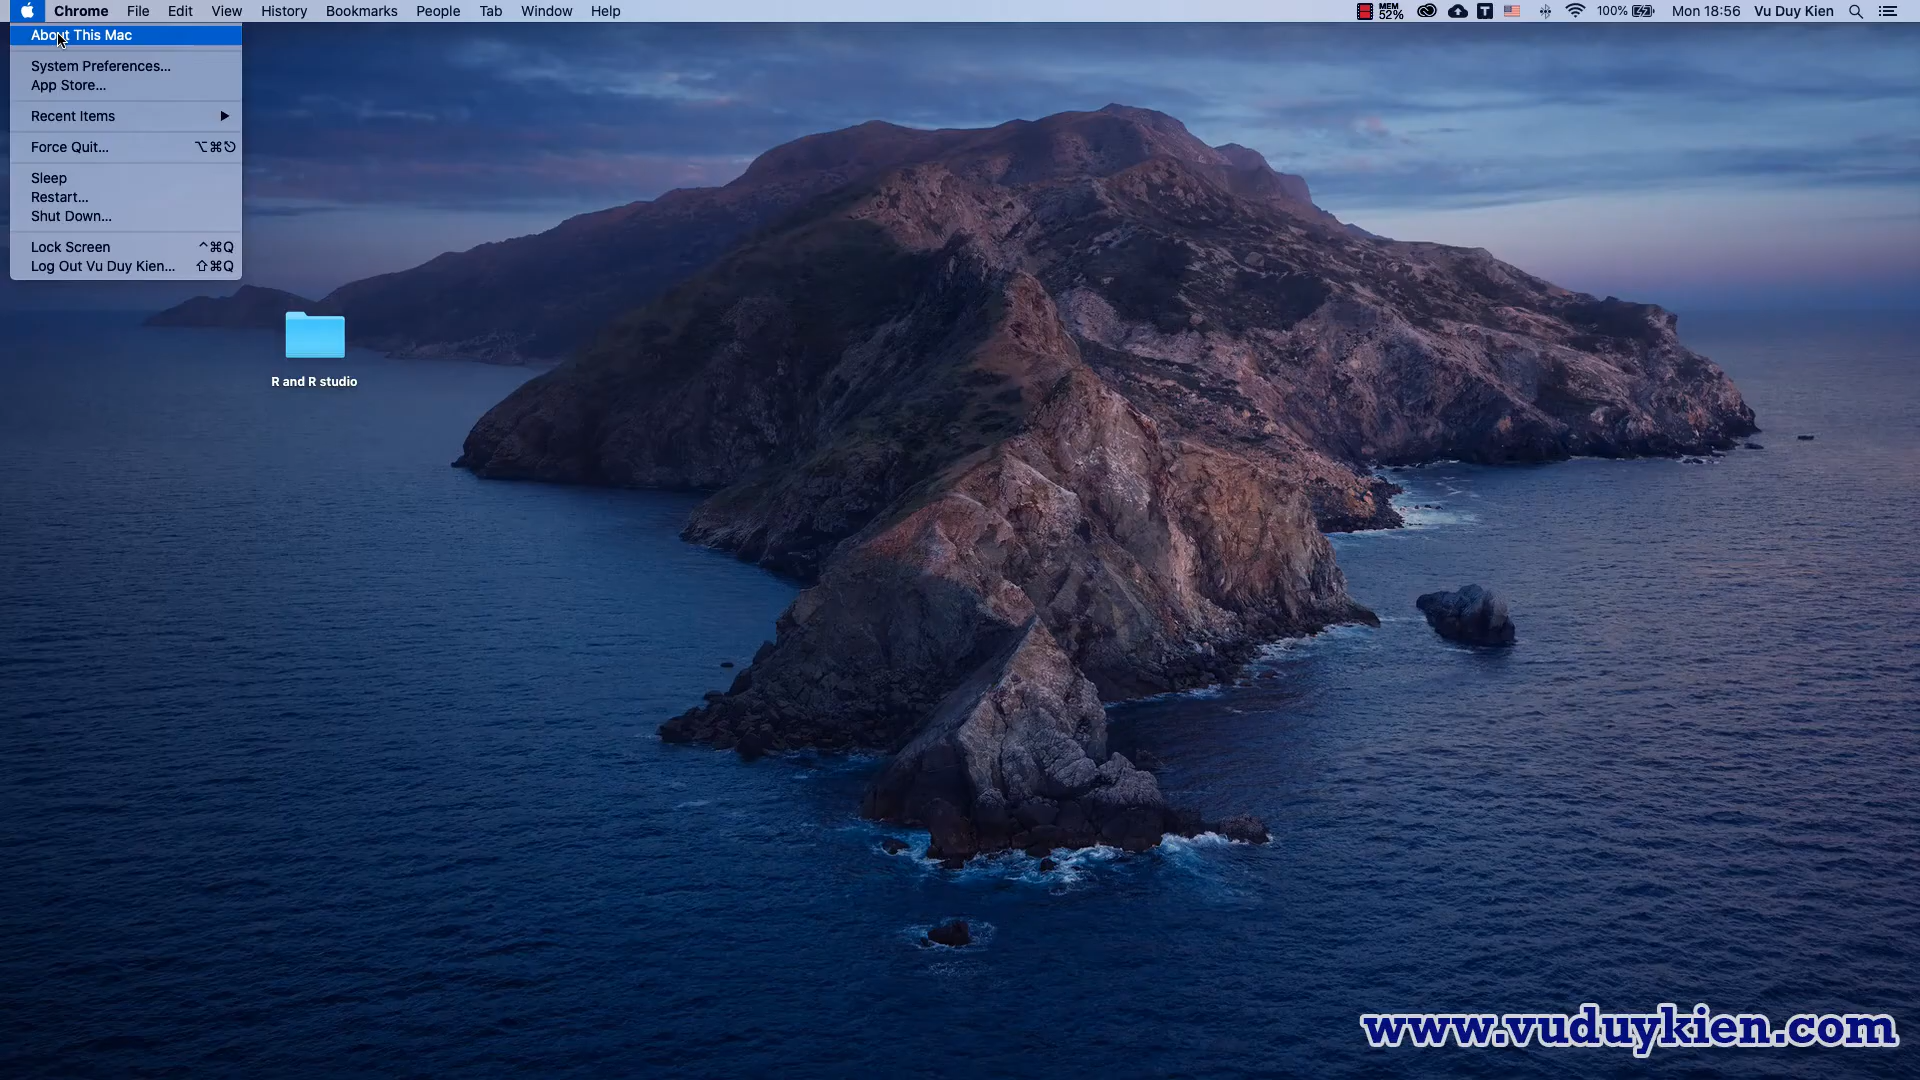 Chrome File Edit View History Bookmarks People Tab Window Help MEM 52% T 100% Mon 18:56 Vu Duy Kien
About This Mac
System Preferences...
App Store...
Recent Items
Force Quit... ⌥⌘⎋
Sleep
Restart...
Shut Down...
Lock Screen ^⌘Q
Log Out Vu Duy Kien... ⇧⌘Q
R and R studio
www.vuduykien.com